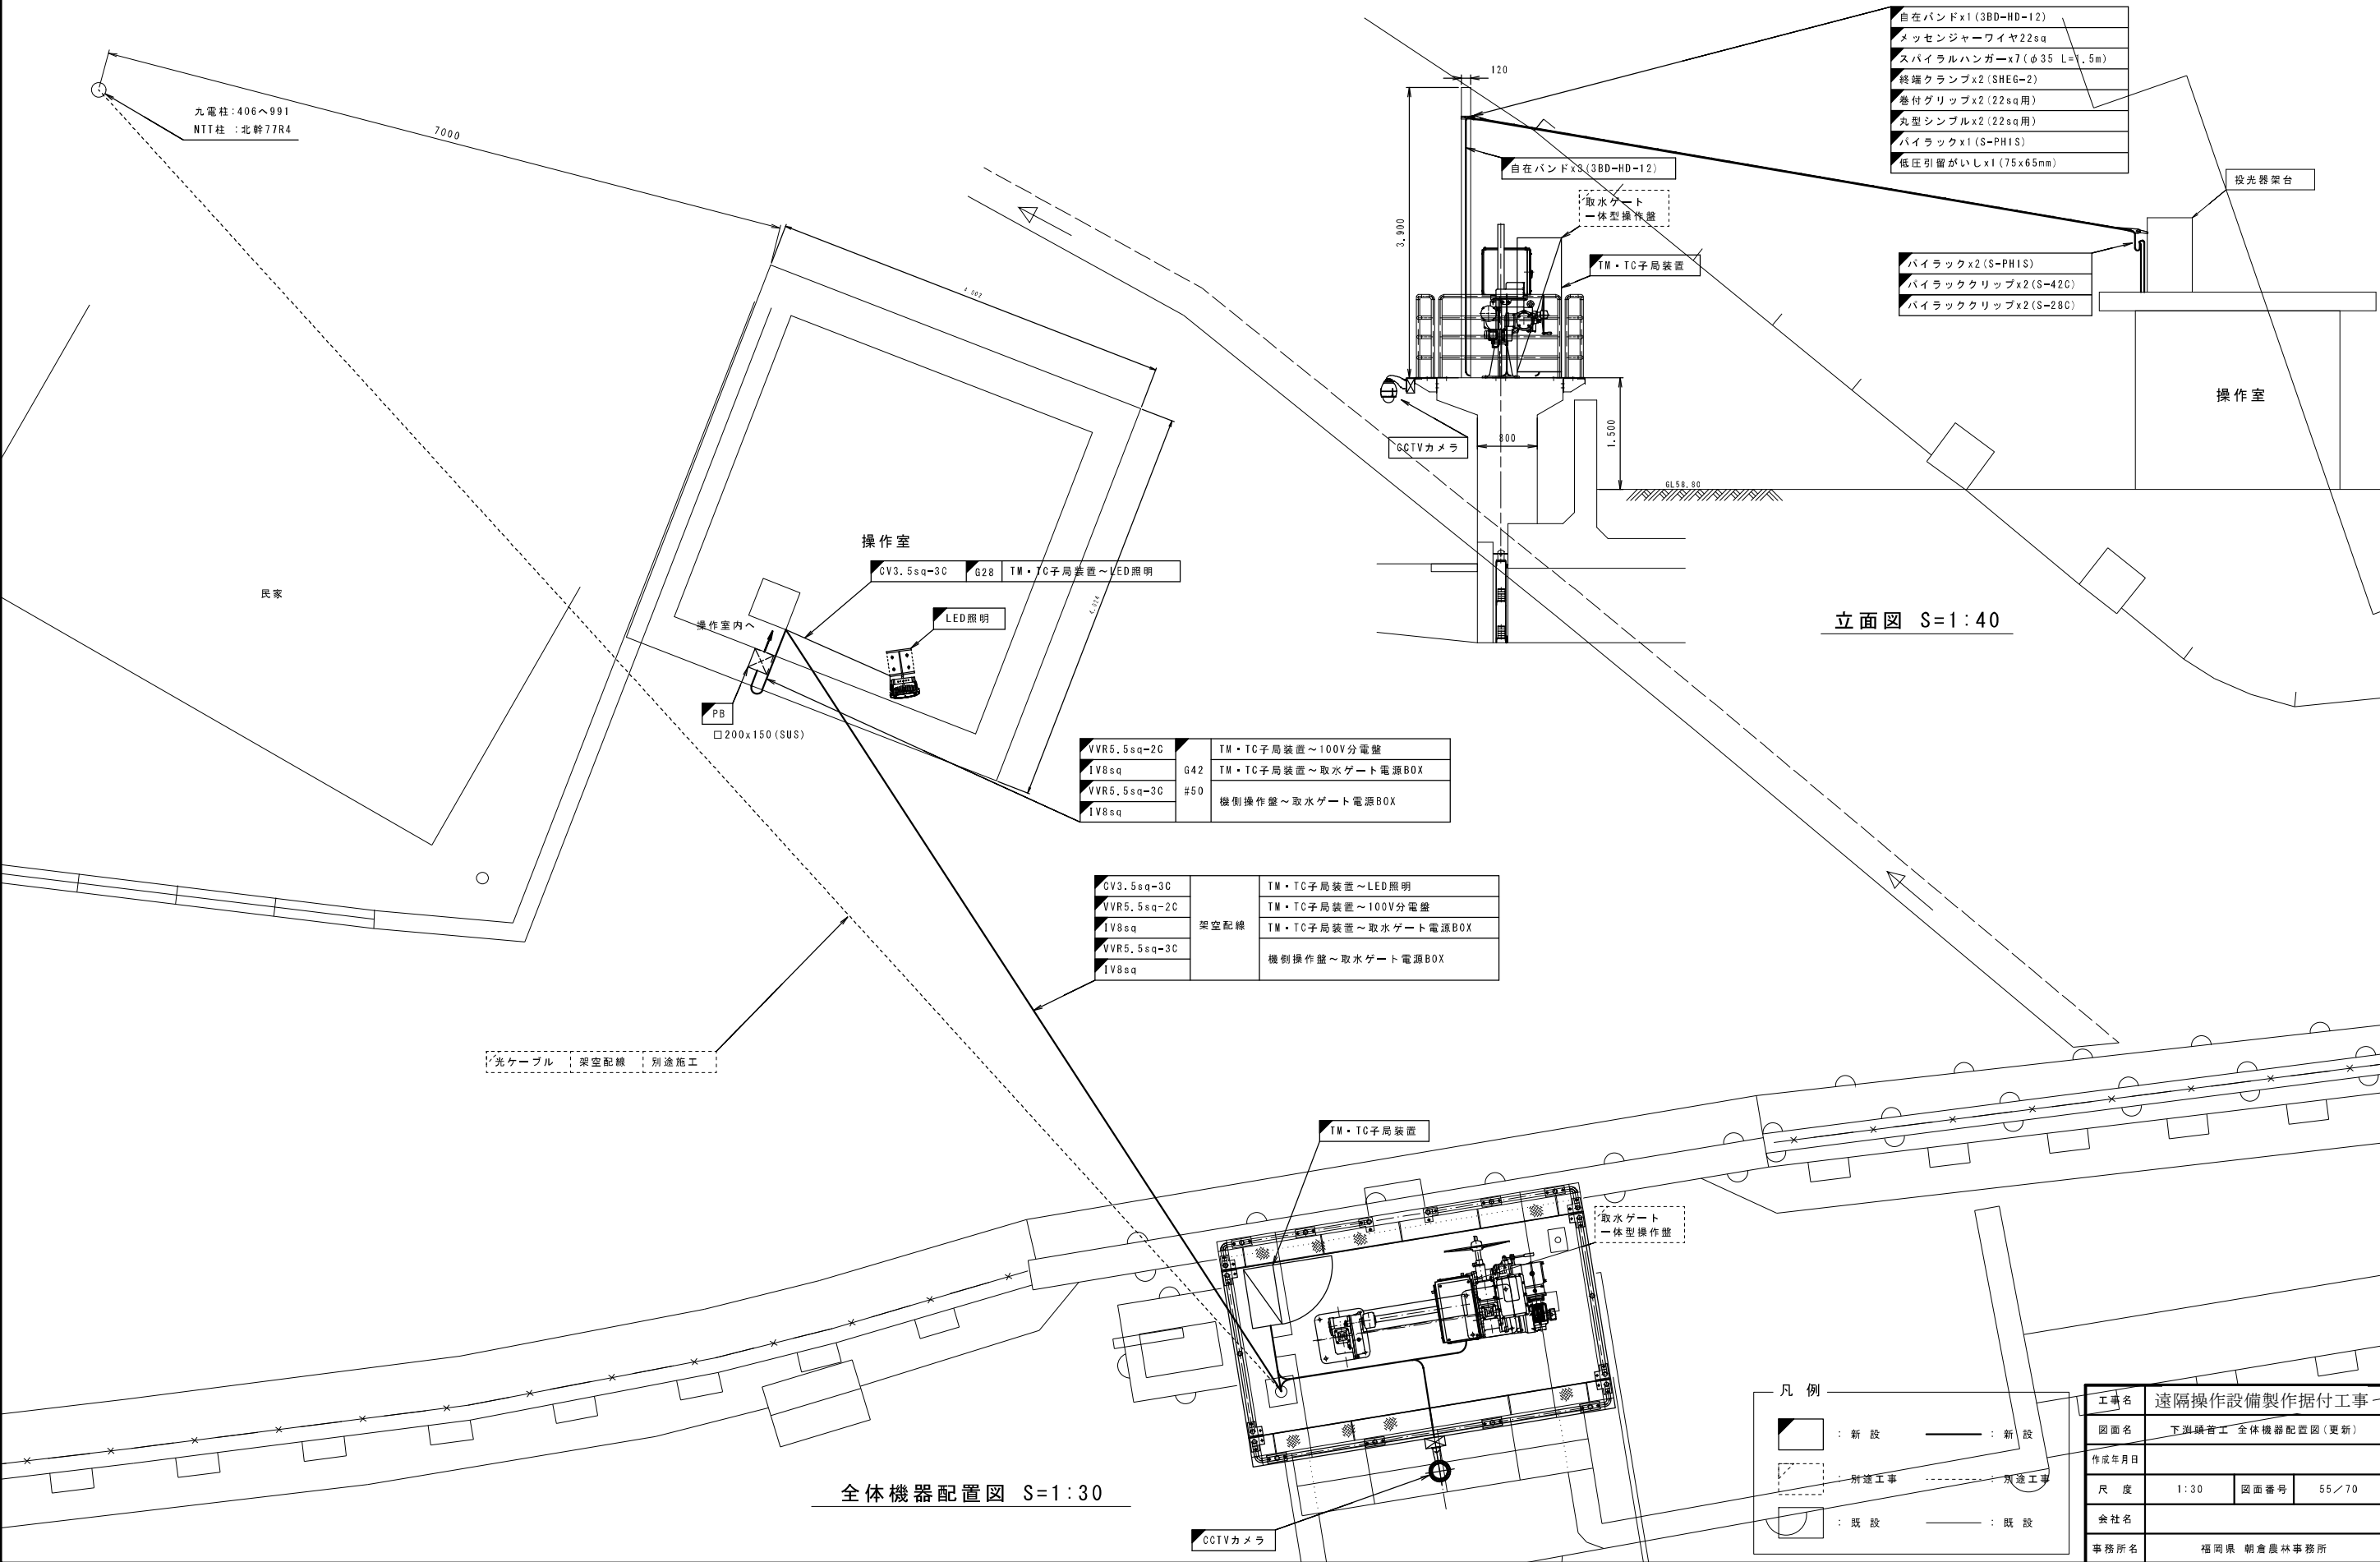 九電柱:406へ991
NTT柱 :北幹77R4
7000
4.002
民家
操作室
CV3.5sq-3C G28 TM・TC子局装置～LED照明
操作室内へ
LED照明
PB
□200x150(SUS)
VVR5.5sq-2C TM・TC子局装置～100V分電盤
IV8sq G42 TM・TC子局装置～取水ゲート電源BOX
VVR5.5sq-3C #50 機側操作盤～取水ゲート電源BOX
IV8sq
CV3.5sq-3C TM・TC子局装置～LED照明
VVR5.5sq-2C TM・TC子局装置～100V分電盤
IV8sq 架空配線 TM・TC子局装置～取水ゲート電源BOX
VVR5.5sq-3C 機側操作盤～取水ゲート電源BOX
IV8sq
光ケーブル 架空配線 別途施工
TM・TC子局装置
取水ゲート
一体型操作盤
CCTVカメラ
全体機器配置図 S=1:30
自在バンドx1(3BD-HD-12)
メッセンジャーワイヤ22sq
スパイラルハンガーx7(φ35 L=1.5m)
終端クランプx2(SHEG-2)
巻付グリップx2(22sq用)
丸型シンブルx2(22sq用)
パイラックx1(S-PH1S)
低圧引留がいしx1(75x65mm)
120
3.900
自在バンドx3(3BD-HD-12)
取水ゲート
一体型操作盤
TM・TC子局装置
投光器架台
パイラックx2(S-PH1S)
パイラッククリップx2(S-42C)
パイラッククリップx2(S-28C)
操作室
CCTVカメラ
800
1.500
GL58.80
立面図 S=1:40
凡 例
:新 設 :新 設
:別途工事 :別途工事
:既 設 :既 設
工事名 遠隔操作設備製作据付工事
図面名 下渕頭首工 全体機器配置図(更新)
作成年月日
尺 度 1:30 図面番号 55／70
会社名
事務所名 福岡県 朝倉農林事務所